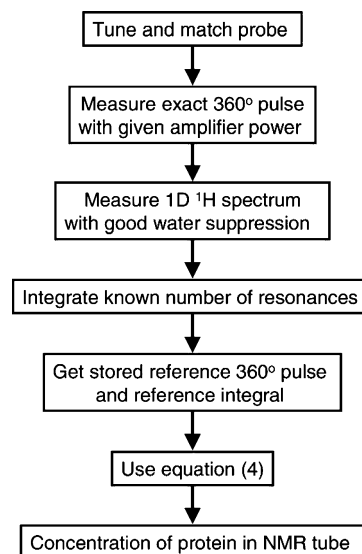 Tune and match probe
Measure exact 360º pulse
with given amplifier power
Measure 1D ¹H spectrum
with good water suppression
Integrate known number of resonances
Get stored reference 360º pulse
and reference integral
Use equation (4)
Concentration of protein in NMR tube